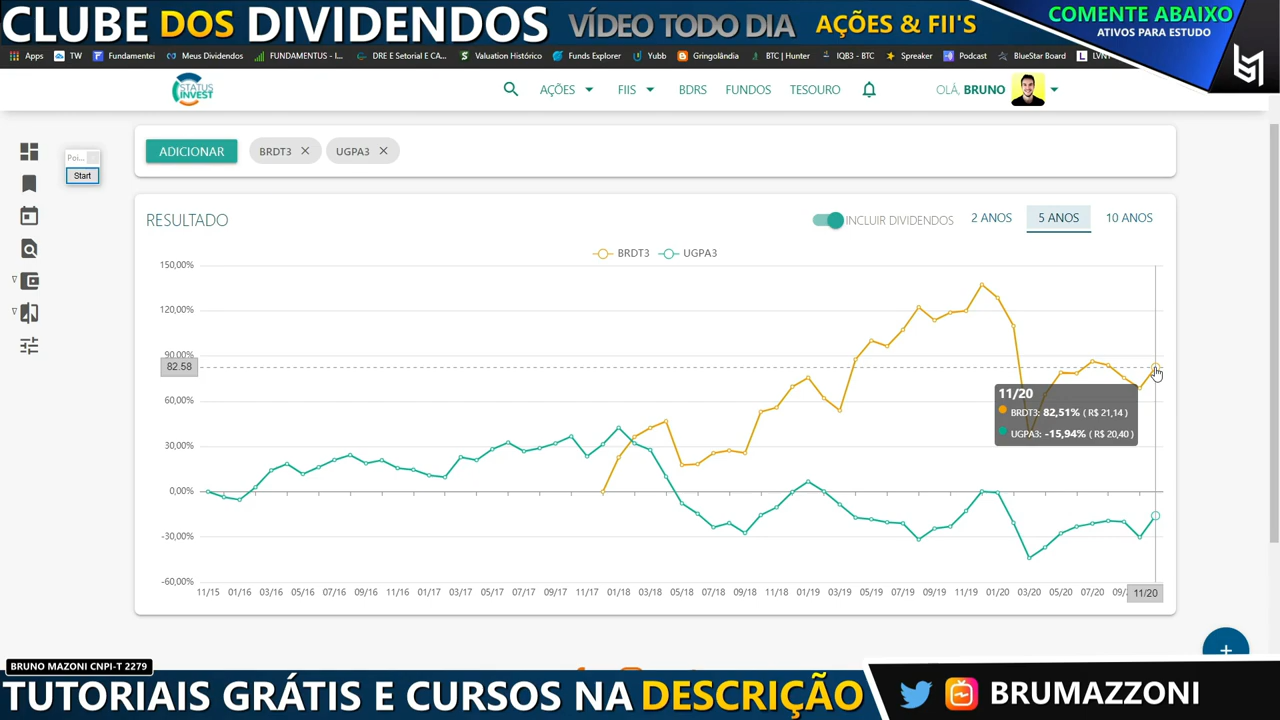 CLUBE DOS DIVIDENDOS VÍDEO TODO DIA AÇÕES & FII'S
COMENTE ABAIXO
ATIVOS PARA ESTUDO
Apps TW Fundamentei Meus Dividendos FUNDAMENTUS - I... DRE E Setorial E CA... Valuation Histórico Funds Explorer Yubb Gringolândia BTC | Hunter IQB3 - BTC Spreaker Podcast BlueStar Board
STATUS
INVEST
AÇÕES FIIS BDRS FUNDOS TESOURO OLÁ, BRUNO
Poi...
Start
ADICIONAR BRDT3 UGPA3
RESULTADO
INCLUIR DIVIDENDOS 2 ANOS 5 ANOS 10 ANOS
BRDT3 UGPA3
150,00%
120,00%
90,00%
82.58
60,00%
30,00%
0,00%
-30,00%
-60,00%
11/20
BRDT3: 82,51% ( R$ 21,14 )
UGPA3: -15,94% ( R$ 20,40 )
11/15 01/16 03/16 05/16 07/16 09/16 11/16 01/17 03/17 05/17 07/17 09/17 11/17 01/18 03/18 05/18 07/18 09/18 11/18 01/19 03/19 05/19 07/19 09/19 11/19 01/20 03/20 05/20 07/20 11/20
+
BRUNO MAZONI CNPI-T 2279
TUTORIAIS GRÁTIS E CURSOS NA DESCRIÇÃO
BRUMAZZONI